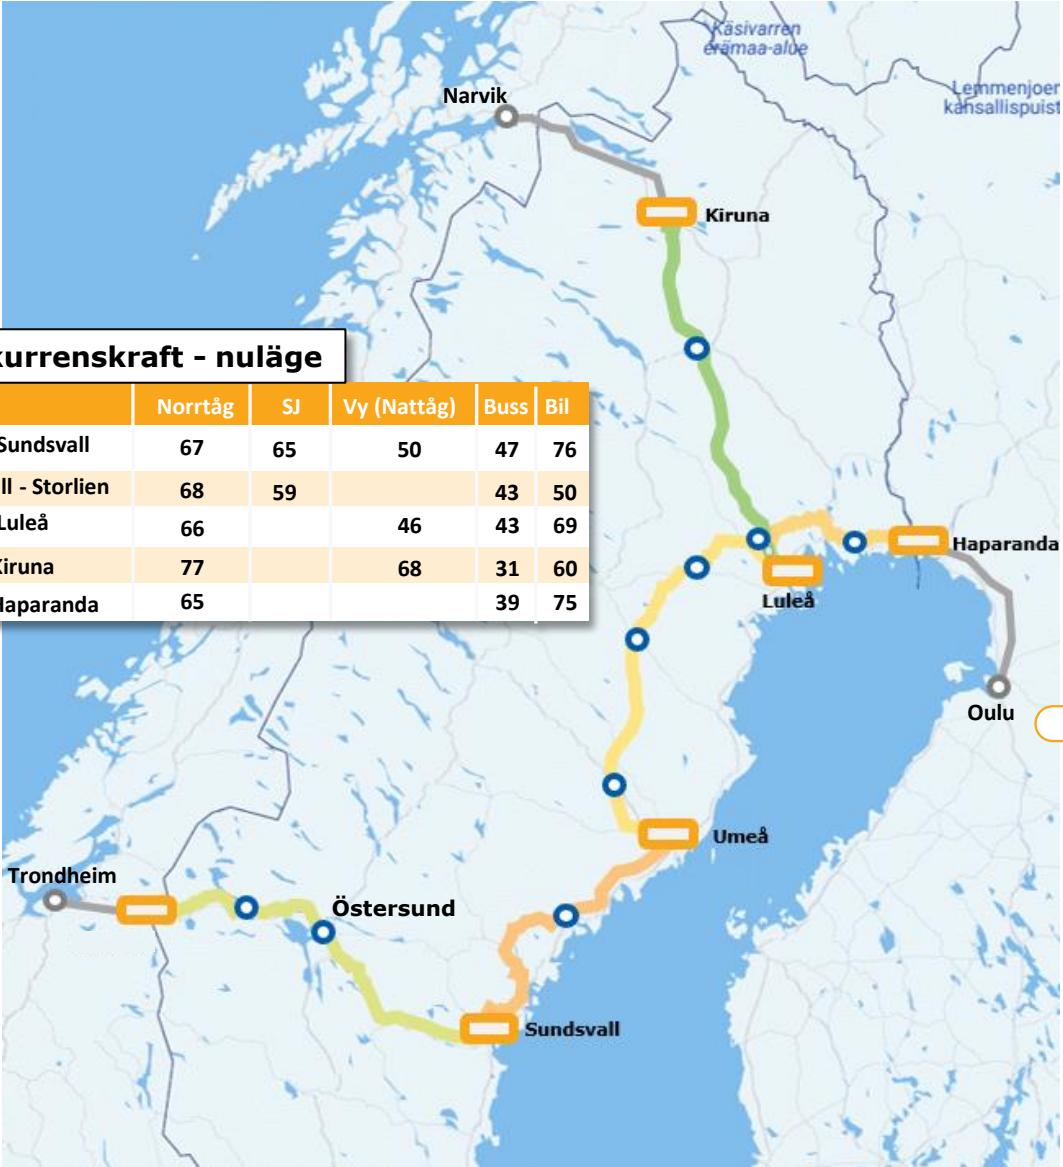 Käsivarren
erämaa-alue
Lemmenjoen
kansallispuist
Narvik
Kiruna
kurrenskraft - nuläge
Norrtåg SJ Vy (Nattåg) Buss Bil
Sundsvall 67 65 50 47 76
ll - Storlien 68 59 43 50
Luleå 66 46 43 69
Kiruna 77 68 31 60
Haparanda 65 39 75
Haparanda
Luleå
Oulu
Umeå
Trondheim
Östersund
Sundsvall